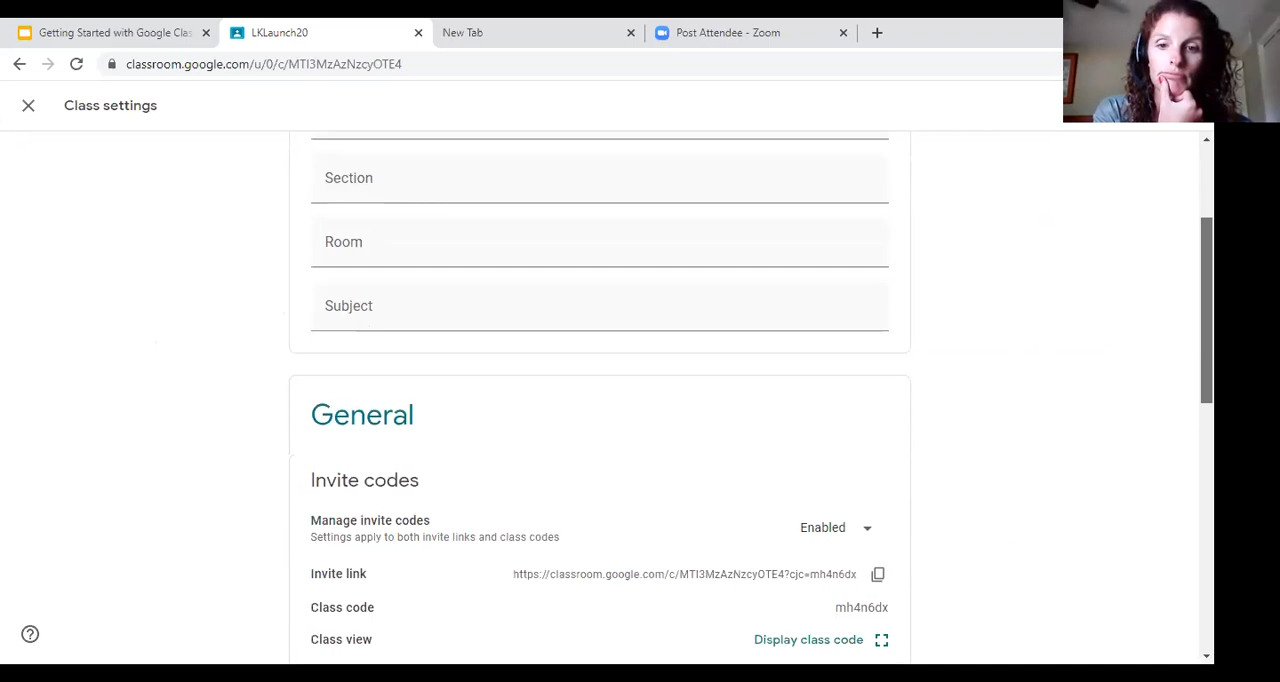 Getting Started with Google Clas
LKLaunch20
New Tab
Post Attendee - Zoom
classroom.google.com/u/0/c/MTI3MzAzNzcyOTE4
Class settings
Section
Room
Subject
General
Invite codes
Manage invite codes
Enabled
Settings apply to both invite links and class codes
Invite link
https://classroom.google.com/c/MTI3MzAzNzcyOTE4?cjc=mh4n6dx
Class code
mh4n6dx
Class view
Display class code